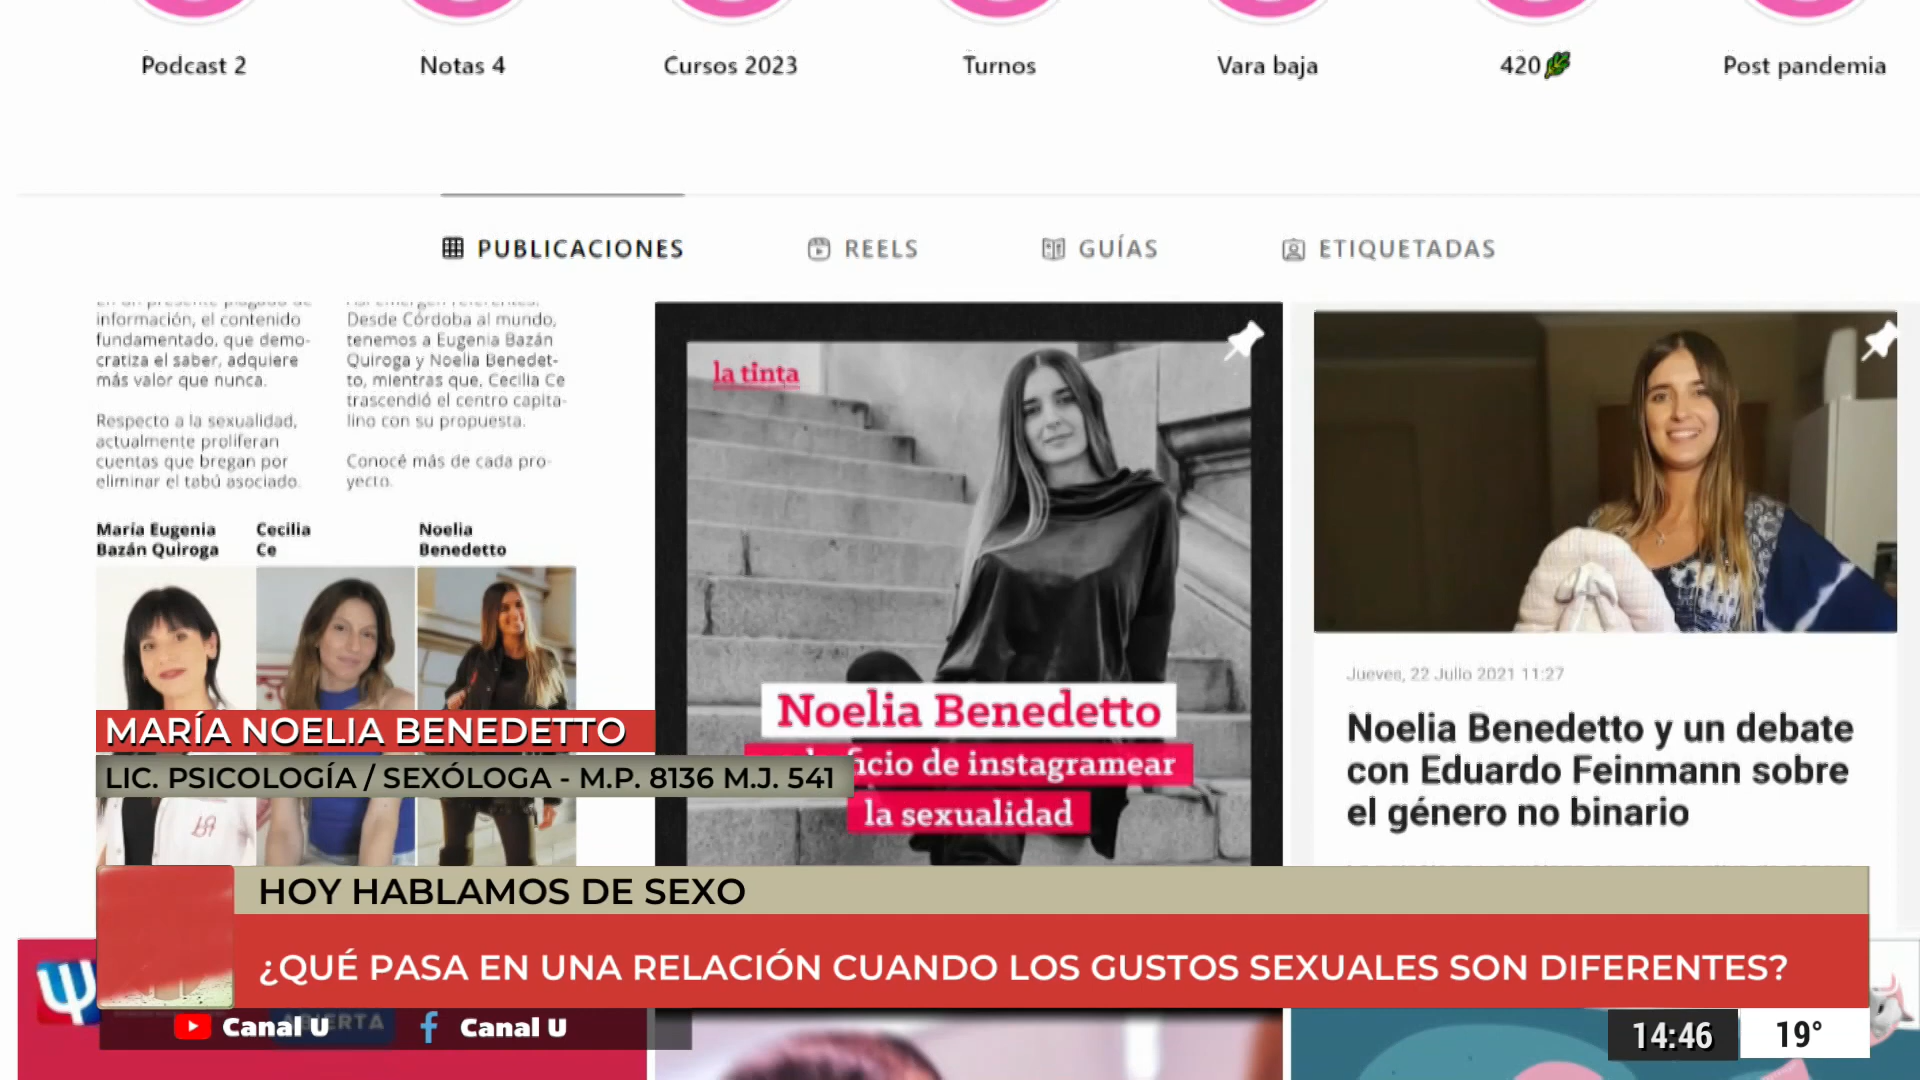 Podcast 2
Notas 4
Cursos 2023
Turnos
Vara baja
420
Post pandemia
PUBLICACIONES
REELS
GUÍAS
ETIQUETADAS
información, el contenido
fundamentado, que demo-
cratiza el saber, adquiere
más valor que nunca.
Respecto a la sexualidad,
actualmente proliferan
cuentas que bregan por
eliminar el tabú asociado.
Desde Córdoba al mundo,
tenemos a Eugenia Bazán
Quiroga y Noelia Benedet-
to, mientras que, Cecilia Ce
trascendió el centro capita-
lino con su propuesta.
Conocé más de cada pro-
yecto.
María Eugenia
Bazán Quiroga
Cecilia
Ce
Noelia
Benedetto
la tinta
Noelia Benedetto
de instagramear
la sexualidad
Jueves, 22 Julio 2021 11:27
Noelia Benedetto y un debate
con Eduardo Feinmann sobre
el género no binario
MARÍA NOELIA BENEDETTO
LIC. PSICOLOGÍA / SEXÓLOGA - M.P. 8136 M.J. 541
HOY HABLAMOS DE SEXO
¿QUÉ PASA EN UNA RELACIÓN CUANDO LOS GUSTOS SEXUALES SON DIFERENTES?
Canal U
Canal U
14:46
19°